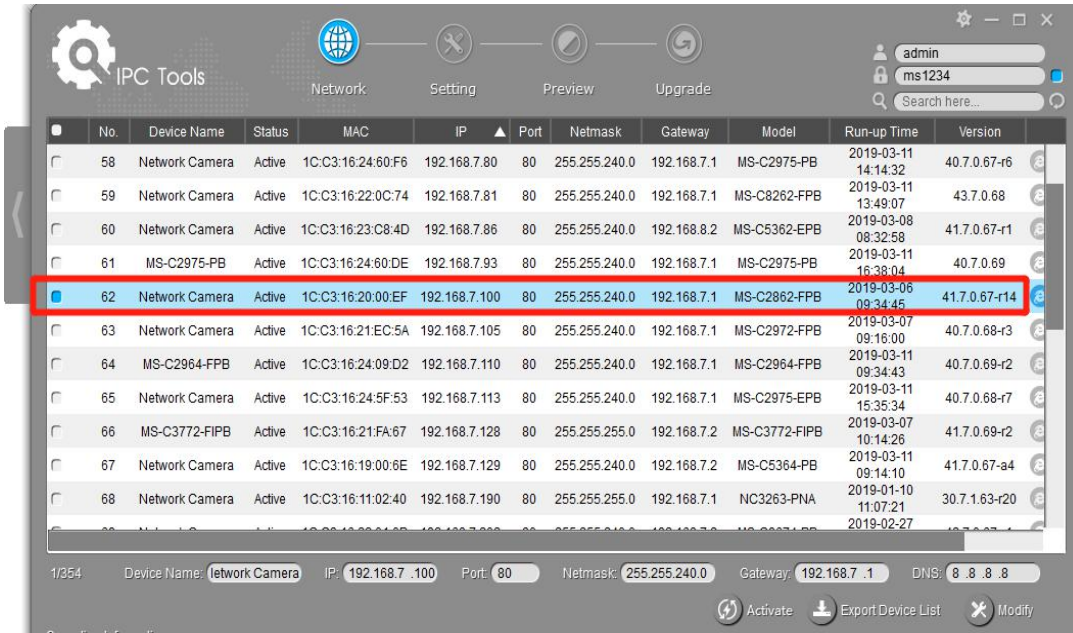 IPC Tools
Network Setting Preview Upgrade
admin
ms1234
Search here...
No. Device Name Status MAC IP Port Netmask Gateway Model Run-up Time Version
58 Network Camera Active 1C:C3:16:24:60:F6 192.168.7.80 80 255.255.240.0 192.168.7.1 MS-C2975-PB 2019-03-11 14:14:32 40.7.0.67-r6
59 Network Camera Active 1C:C3:16:22:0C:74 192.168.7.81 80 255.255.240.0 192.168.7.1 MS-C8262-FPB 2019-03-11 13:49:07 43.7.0.68
60 Network Camera Active 1C:C3:16:23:C8:4D 192.168.7.86 80 255.255.240.0 192.168.8.2 MS-C5362-EPB 2019-03-08 08:32:58 41.7.0.67-r1
61 MS-C2975-PB Active 1C:C3:16:24:60:DE 192.168.7.93 80 255.255.240.0 192.168.7.1 MS-C2975-PB 2019-03-11 16:38:04 40.7.0.69
62 Network Camera Active 1C:C3:16:20:00:EF 192.168.7.100 80 255.255.240.0 192.168.7.1 MS-C2862-FPB 2019-03-06 09:34:45 41.7.0.67-r14
63 Network Camera Active 1C:C3:16:21:EC:5A 192.168.7.105 80 255.255.240.0 192.168.7.1 MS-C2972-FPB 2019-03-07 09:16:00 40.7.0.68-r3
64 MS-C2964-FPB Active 1C:C3:16:24:09:D2 192.168.7.110 80 255.255.240.0 192.168.7.1 MS-C2964-FPB 2019-03-11 09:34:43 40.7.0.69-r2
65 Network Camera Active 1C:C3:16:24:5F:53 192.168.7.113 80 255.255.240.0 192.168.7.1 MS-C2975-EPB 2019-03-11 15:35:34 40.7.0.68-r7
66 MS-C3772-FIPB Active 1C:C3:16:21:FA:67 192.168.7.128 80 255.255.255.0 192.168.7.2 MS-C3772-FIPB 2019-03-07 10:14:26 41.7.0.69-r2
67 Network Camera Active 1C:C3:16:19:00:6E 192.168.7.129 80 255.255.240.0 192.168.7.2 MS-C5364-PB 2019-03-11 09:14:10 41.7.0.67-a4
68 Network Camera Active 1C:C3:16:11:02:40 192.168.7.190 80 255.255.255.0 192.168.7.1 NC3263-PNA 2019-01-10 11:07:21 30.7.1.63-r20
2019-02-27
1/354 Device Name: letwork Camera IP: 192.168.7 .100 Port: 80 Netmask: 255.255.240.0 Gateway: 192.168.7 .1 DNS: 8 .8 .8 .8
Activate Export Device List Modify